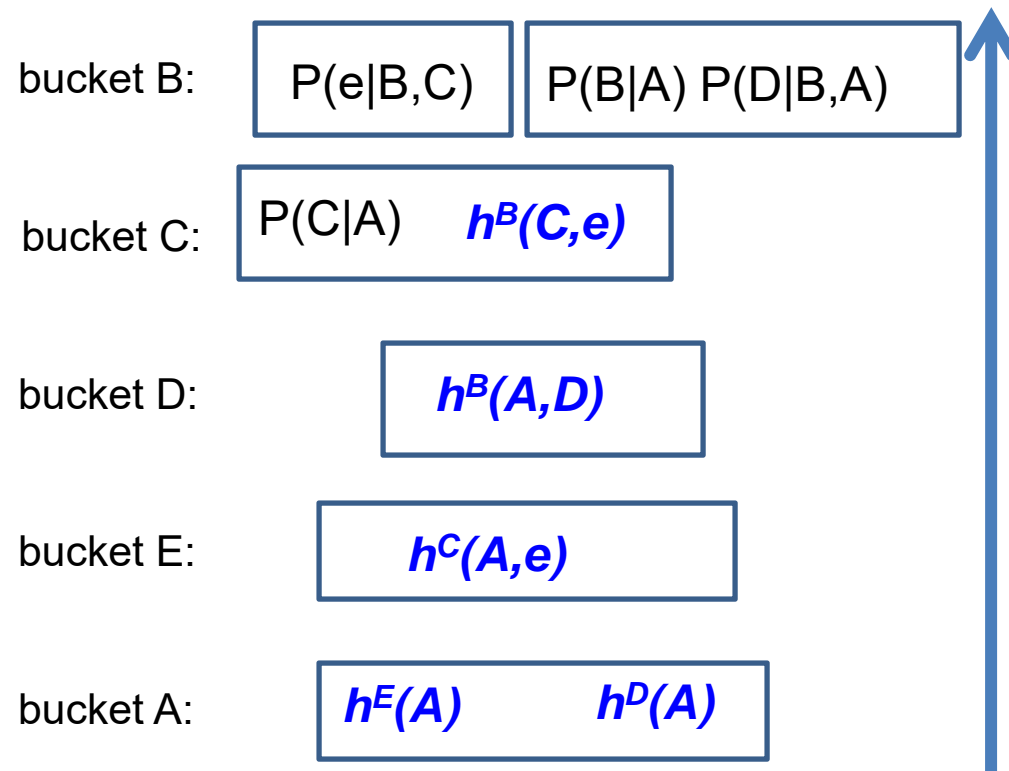 bucket B: P(e|B,C) P(B|A) P(D|B,A)
bucket C: P(C|A) hᴮ(C,e)
bucket D: hᴮ(A,D)
bucket E: hᶜ(A,e)
bucket A: hᴱ(A) hᴰ(A)